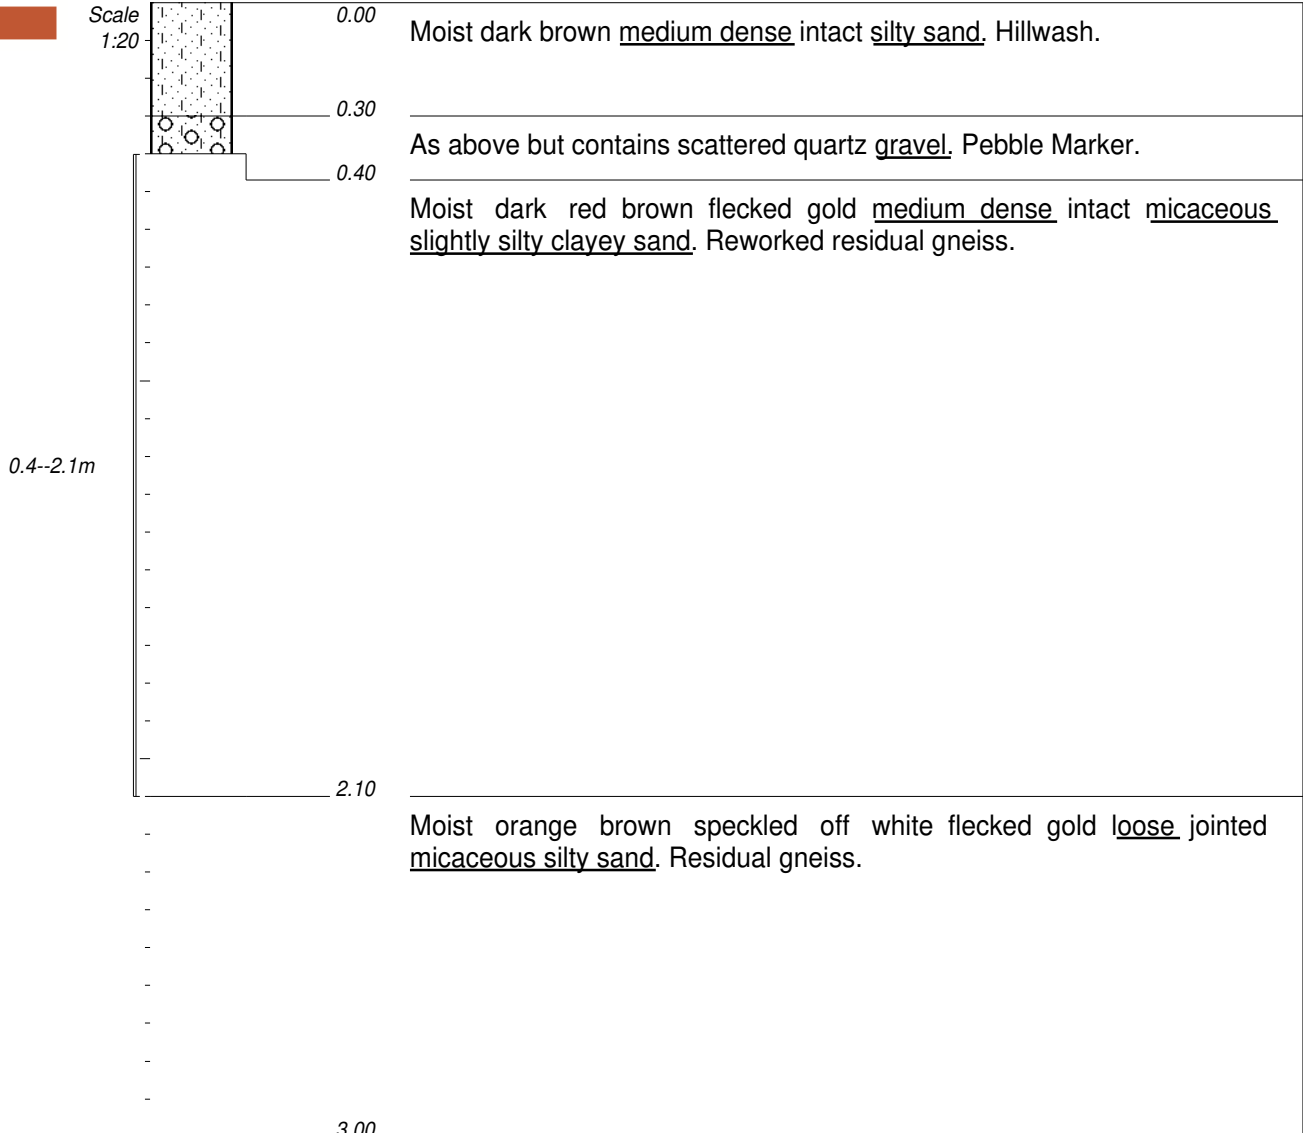 Scale
1:20
0.00
Moist dark brown medium dense intact silty sand. Hillwash.
0.30
As above but contains scattered quartz gravel. Pebble Marker.
0.40
Moist dark red brown flecked gold medium dense intact micaceous
slightly silty clayey sand. Reworked residual gneiss.
0.4--2.1m
2.10
Moist orange brown speckled off white flecked gold loose jointed
micaceous silty sand. Residual gneiss.
3.00